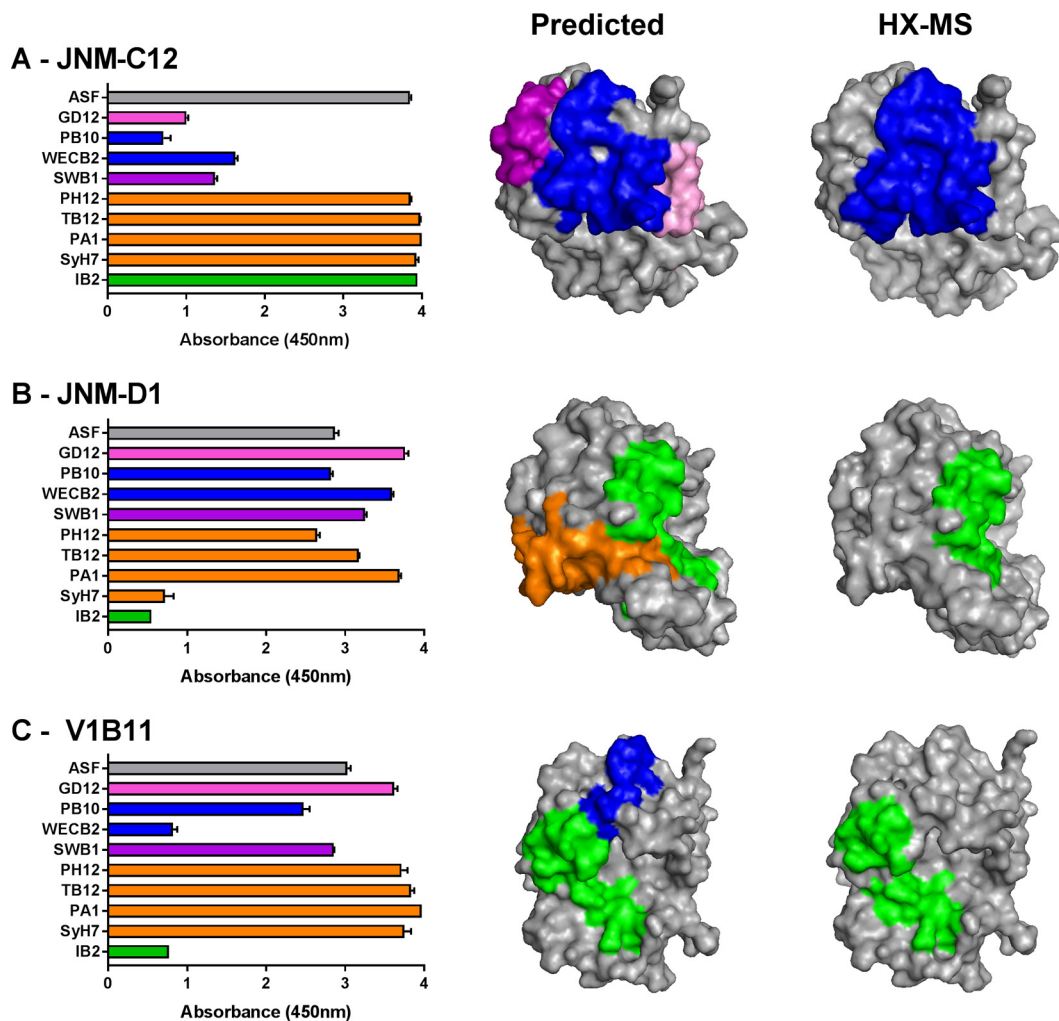 Predicted HX-MS
A - JNM-C12
ASF
GD12
PB10
WECB2
SWB1
PH12
TB12
PA1
SyH7
IB2
0 1 2 3 4
Absorbance (450nm)
B - JNM-D1
ASF
GD12
PB10
WECB2
SWB1
PH12
TB12
PA1
SyH7
IB2
0 1 2 3 4
Absorbance (450nm)
C - V1B11
ASF
GD12
PB10
WECB2
SWB1
PH12
TB12
PA1
SyH7
IB2
0 1 2 3 4
Absorbance (450nm)